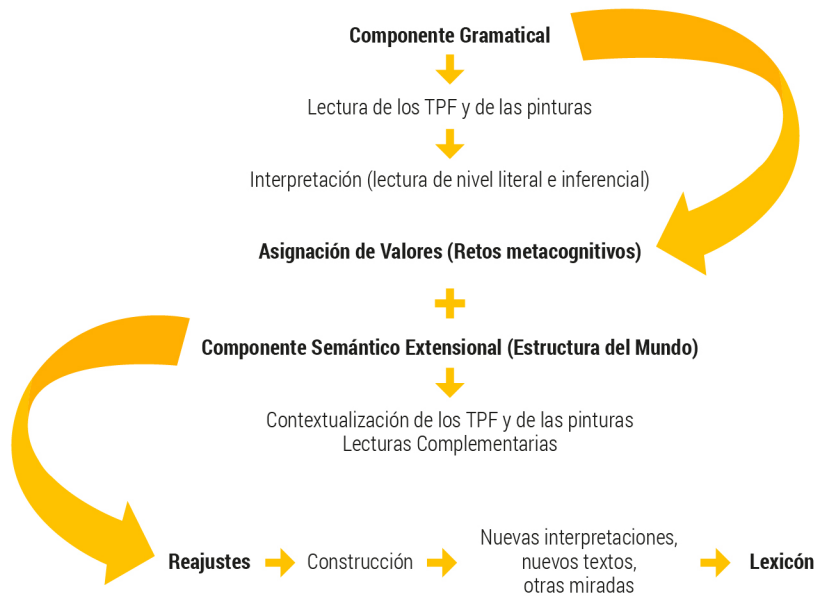 Componente Gramatical
Lectura de los TPF y de las pinturas
Interpretación (lectura de nivel literal e inferencial)
Asignación de Valores (Retos metacognitivos)
Componente Semántico Extensional (Estructura del Mundo)
Contextualización de los TPF y de las pinturas
Lecturas Complementarias
Reajustes
Construcción
Nuevas interpretaciones,
nuevos textos,
otras miradas
Lexicón